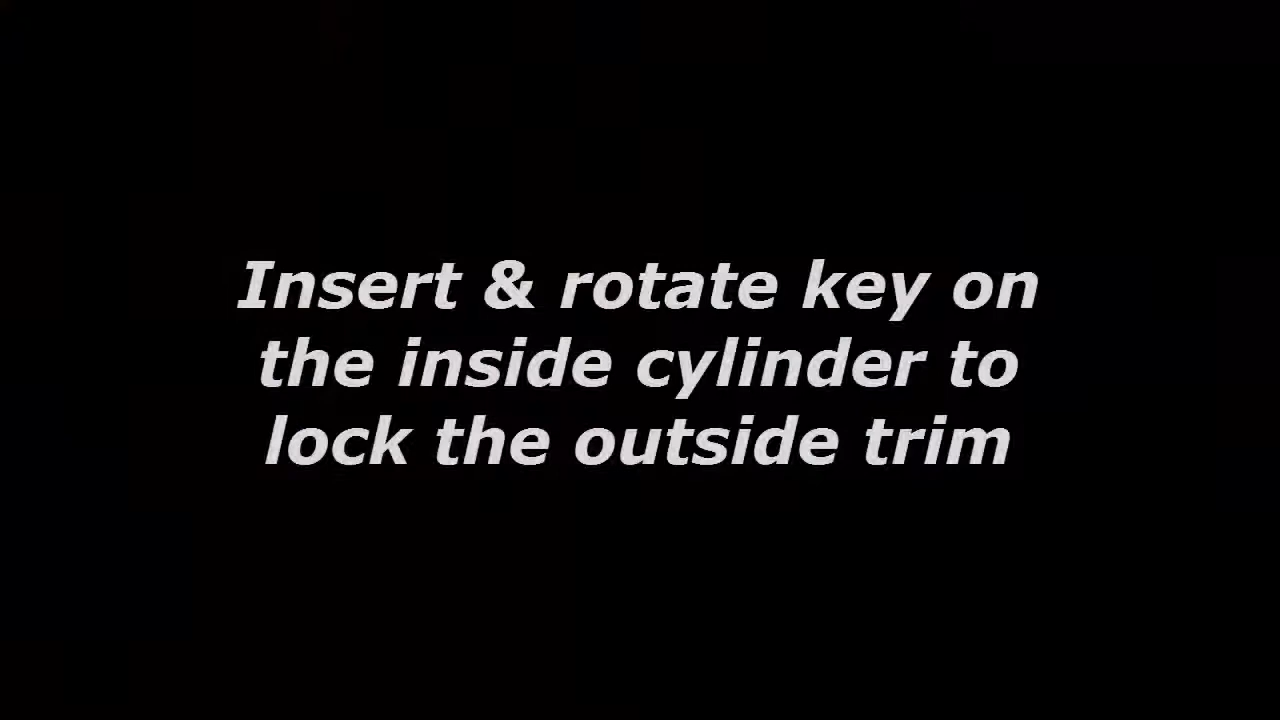 Insert & rotate key on
the inside cylinder to
lock the outside trim